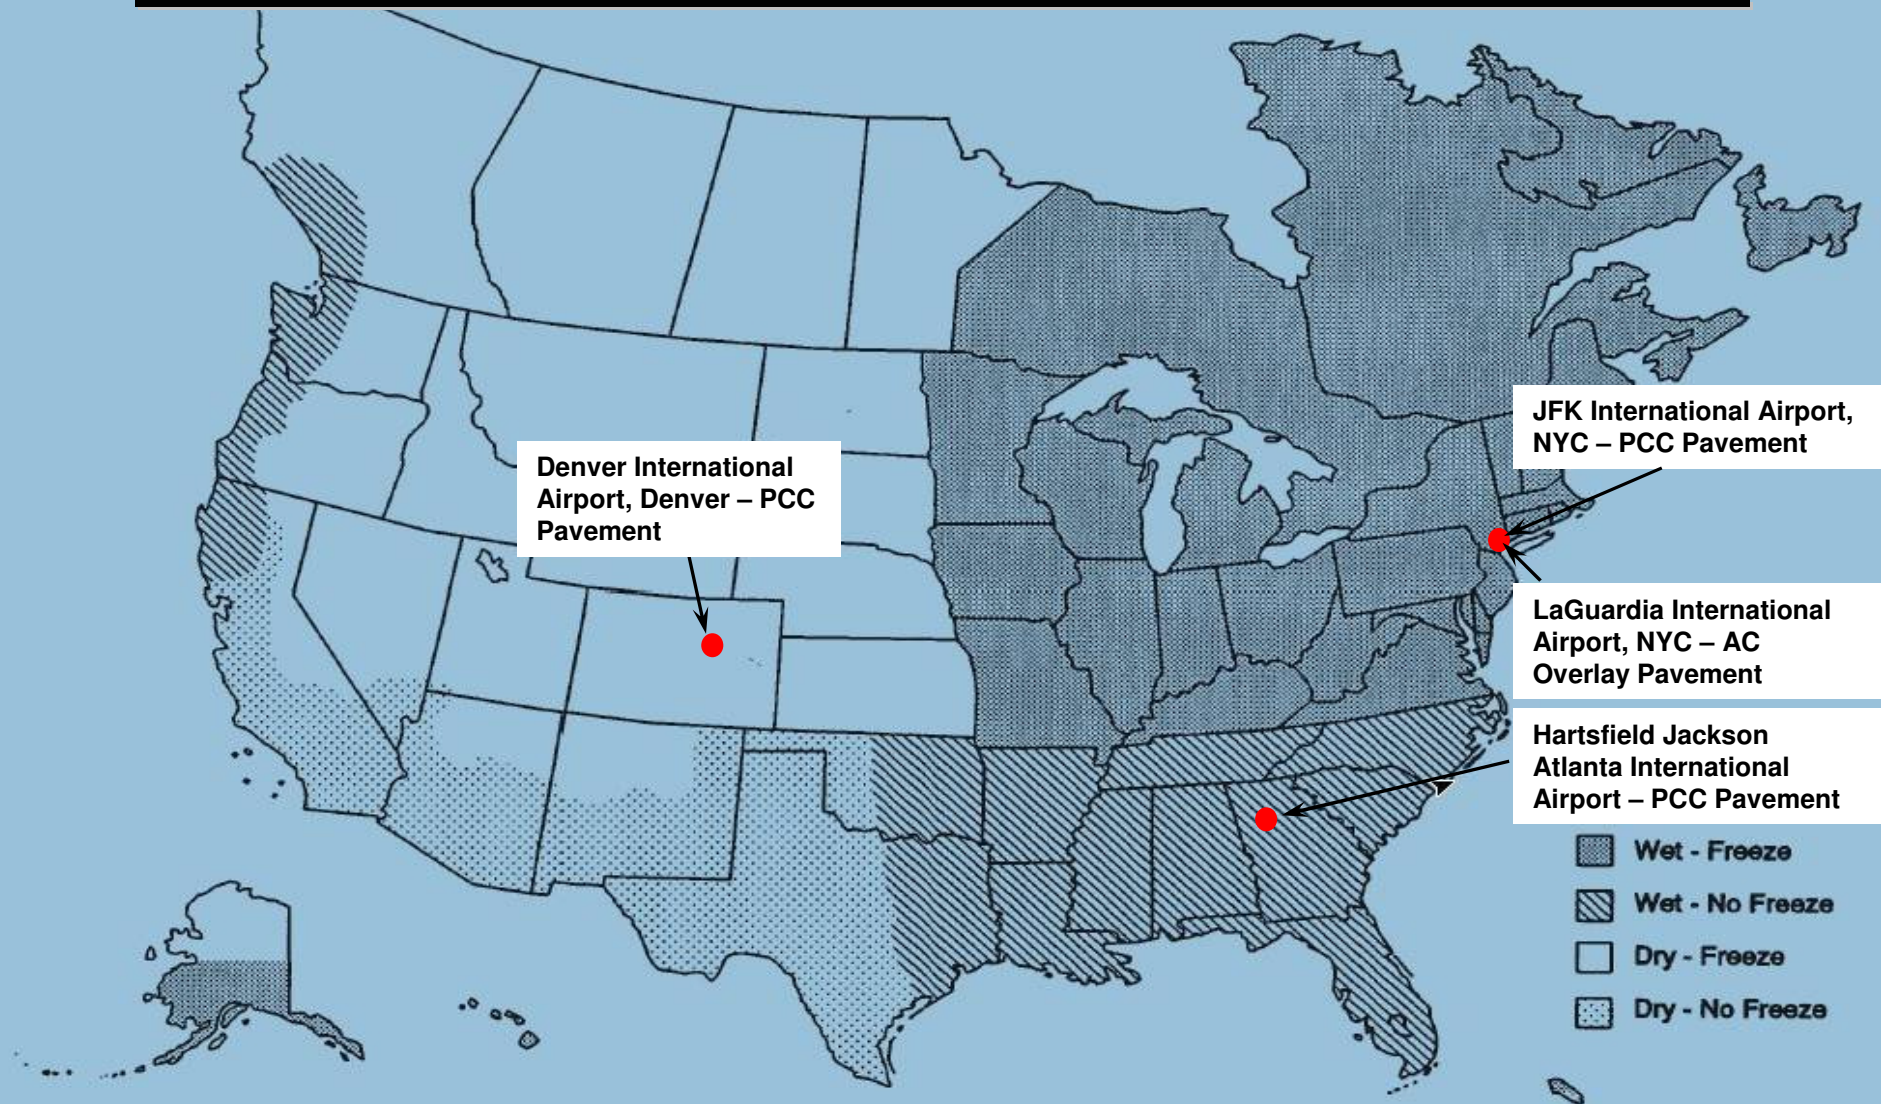 JFK International Airport,
NYC – PCC Pavement
Denver International
Airport, Denver – PCC
Pavement
LaGuardia International
Airport, NYC – AC
Overlay Pavement
Hartsfield Jackson
Atlanta International
Airport – PCC Pavement
Wet - Freeze
Wet - No Freeze
Dry - Freeze
Dry - No Freeze